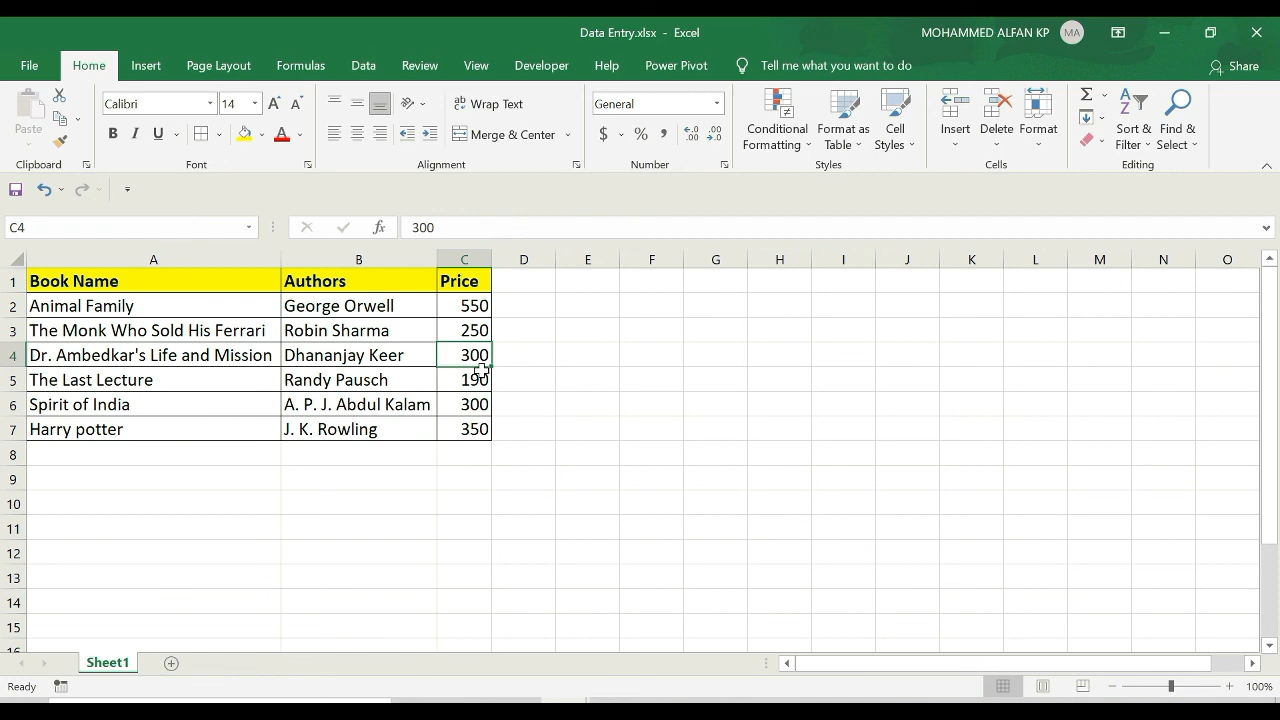 Data Entry.xlsx - Excel
MOHAMMED ALFAN KP MA
File Home Insert Page Layout Formulas Data Review View Developer Help Power Pivot Tell me what you want to do Share
Paste
Clipboard
Calibri 14 A A
B I U A
Font
ab Wrap Text
Merge & Center
Alignment
General
$ % ,
Number
Conditional Formatting
Format as Table
Cell Styles
Styles
Insert Delete Format
Cells
Sort & Filter
Find & Select
Editing
C4 fx 300
A B C D E F G H I J K L M N O
1 Book Name Authors Price
2 Animal Family George Orwell 550
3 The Monk Who Sold His Ferrari Robin Sharma 250
4 Dr. Ambedkar's Life and Mission Dhananjay Keer 300
5 The Last Lecture Randy Pausch 190
6 Spirit of India A. P. J. Abdul Kalam 300
7 Harry potter J. K. Rowling 350
8
9
10
11
12
13
14
15
16
Sheet1
Ready 100%